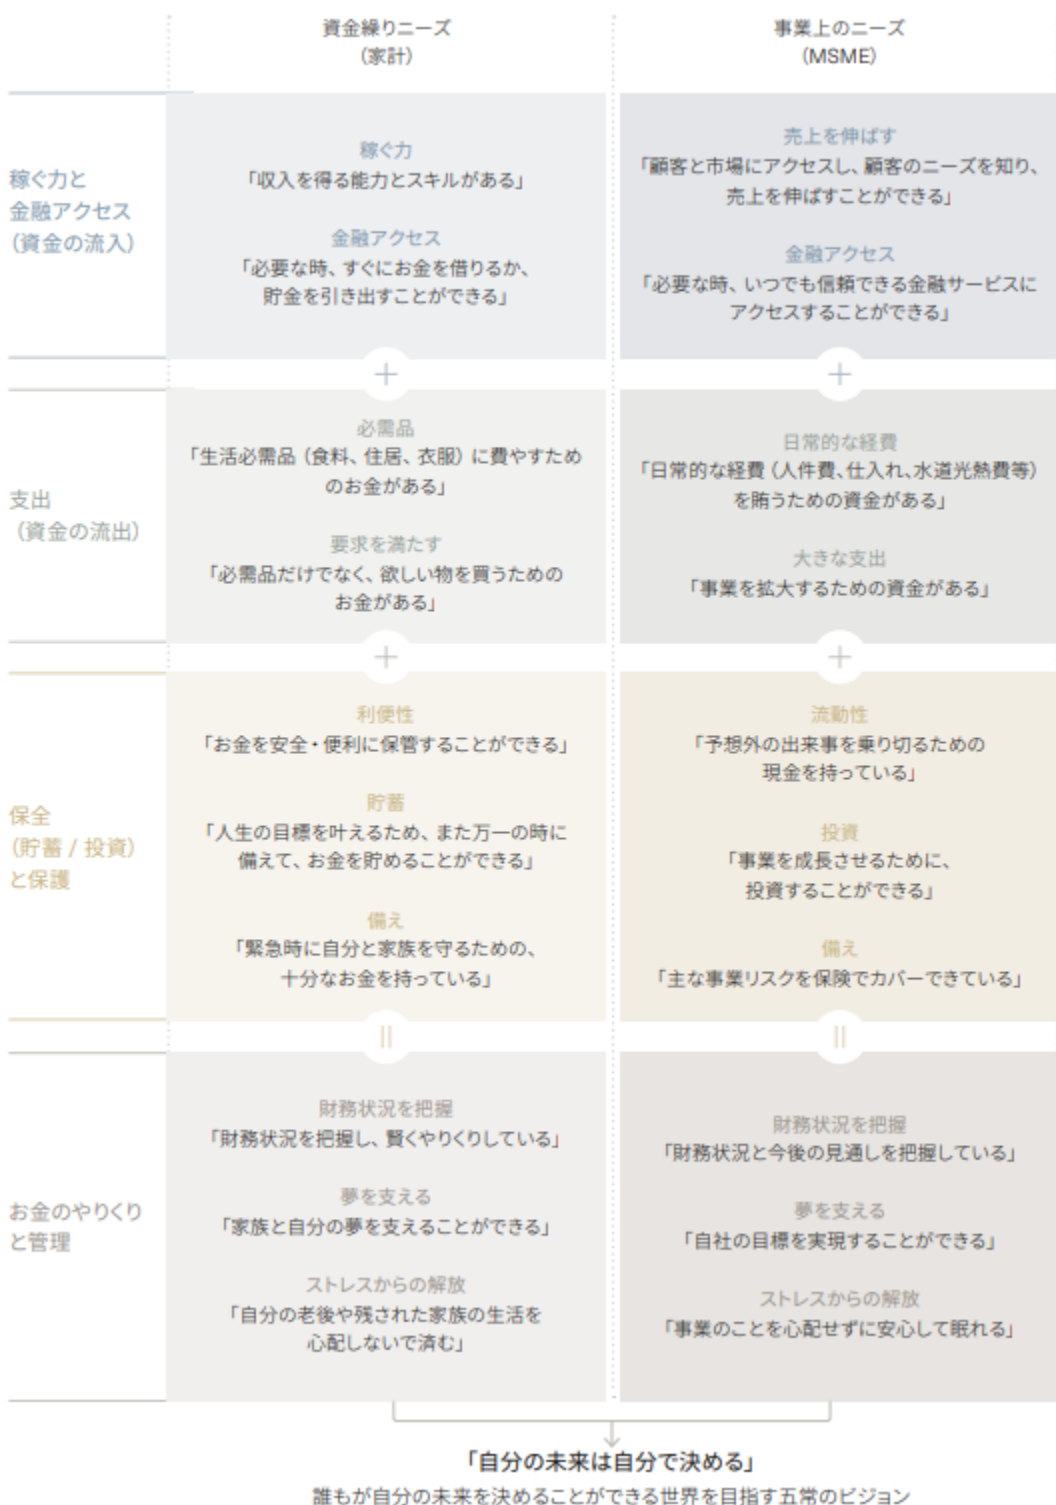 資金繰りニーズ
（家計）
事業上のニーズ
（MSME）
稼ぐ力と
金融アクセス
（資金の流入）
稼ぐ力
「収入を得る能力とスキルがある」
金融アクセス
「必要な時、すぐにお金を借りるか、
貯金を引き出すことができる」
売上を伸ばす
「顧客と市場にアクセスし、顧客のニーズを知り、
売上を伸ばすことができる」
金融アクセス
「必要な時、いつでも信頼できる金融サービスに
アクセスすることができる」
+
+
支出
（資金の流出）
必需品
「生活必需品（食料、住居、衣服）に費やすため
のお金がある」
要求を満たす
「必需品だけでなく、欲しい物を買うための
お金がある」
日常的な経費
「日常的な経費（人件費、仕入れ、水道光熱費等）
を賄うための資金がある」
大きな支出
「事業を拡大するための資金がある」
+
+
保全
（貯蓄 / 投資）
と保護
利便性
「お金を安全・便利に保管することができる」
貯蓄
「人生の目標を叶えるため、また万一の時に
備えて、お金を貯めることができる」
備え
「緊急時に自分と家族を守るための、
十分なお金を持っている」
流動性
「予想外の出来事を乗り切るための
現金を持っている」
投資
「事業を成長させるために、
投資することができる」
備え
「主な事業リスクを保険でカバーできている」
お金のやりくり
と管理
財務状況を把握
「財務状況を把握し、賢くやりくりしている」
夢を支える
「家族と自分の夢を支えることができる」
ストレスからの解放
「自分の老後や残された家族の生活を
心配しないで済む」
財務状況を把握
「財務状況と今後の見通しを把握している」
夢を支える
「自社の目標を実現することができる」
ストレスからの解放
「事業のことを心配せずに安心して眠れる」
「自分の未来は自分で決める」
誰もが自分の未来を決めることができる世界を目指す五常のビジョン